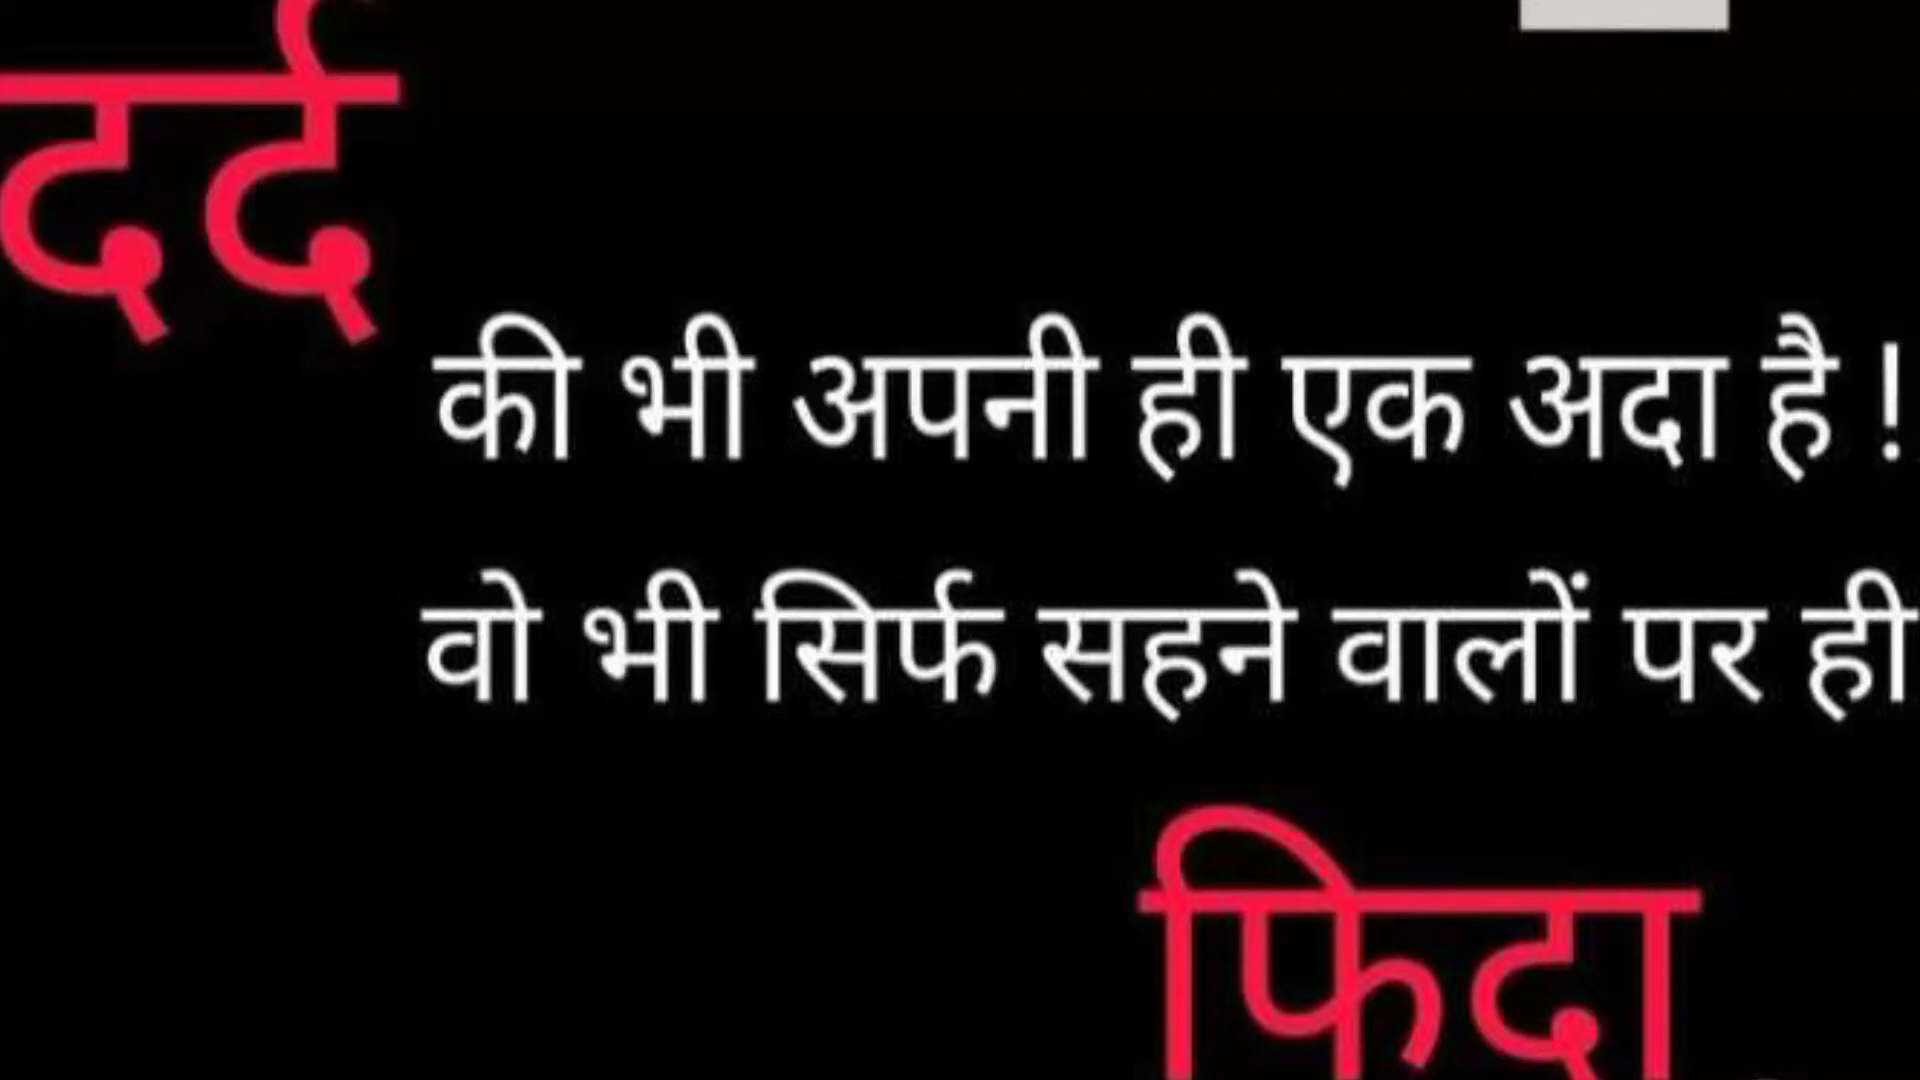 दर्द
की भी अपनी ही एक अदा है !
वो भी सिर्फ सहने वालों पर ही
फिदा